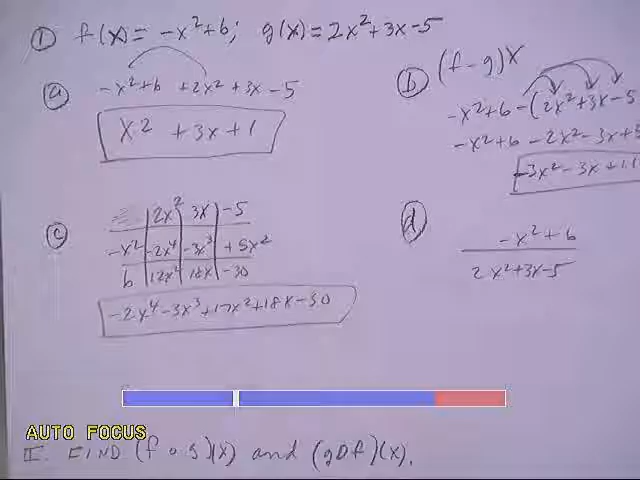 ① f(x) = -x²+6; g(x) = 2x²+3x-5
ⓐ -x²+6 +2x²+3x-5
x² +3x+1
ⓑ (f-g)x
-x²+6-(2x²+3x-5
-x²+6-2x²-3x+5
-3x²-3x+11
ⓒ 2x² 3x -5
-x² -2x⁴ -3x³ +5x²
6 12x² 18x -30
-2x⁴-3x³+17x²+18x-30
ⓓ -x²+6
2x²+3x-5
AUTO FOCUS
II. FIND (f o g)(x) and (g o f)(x).